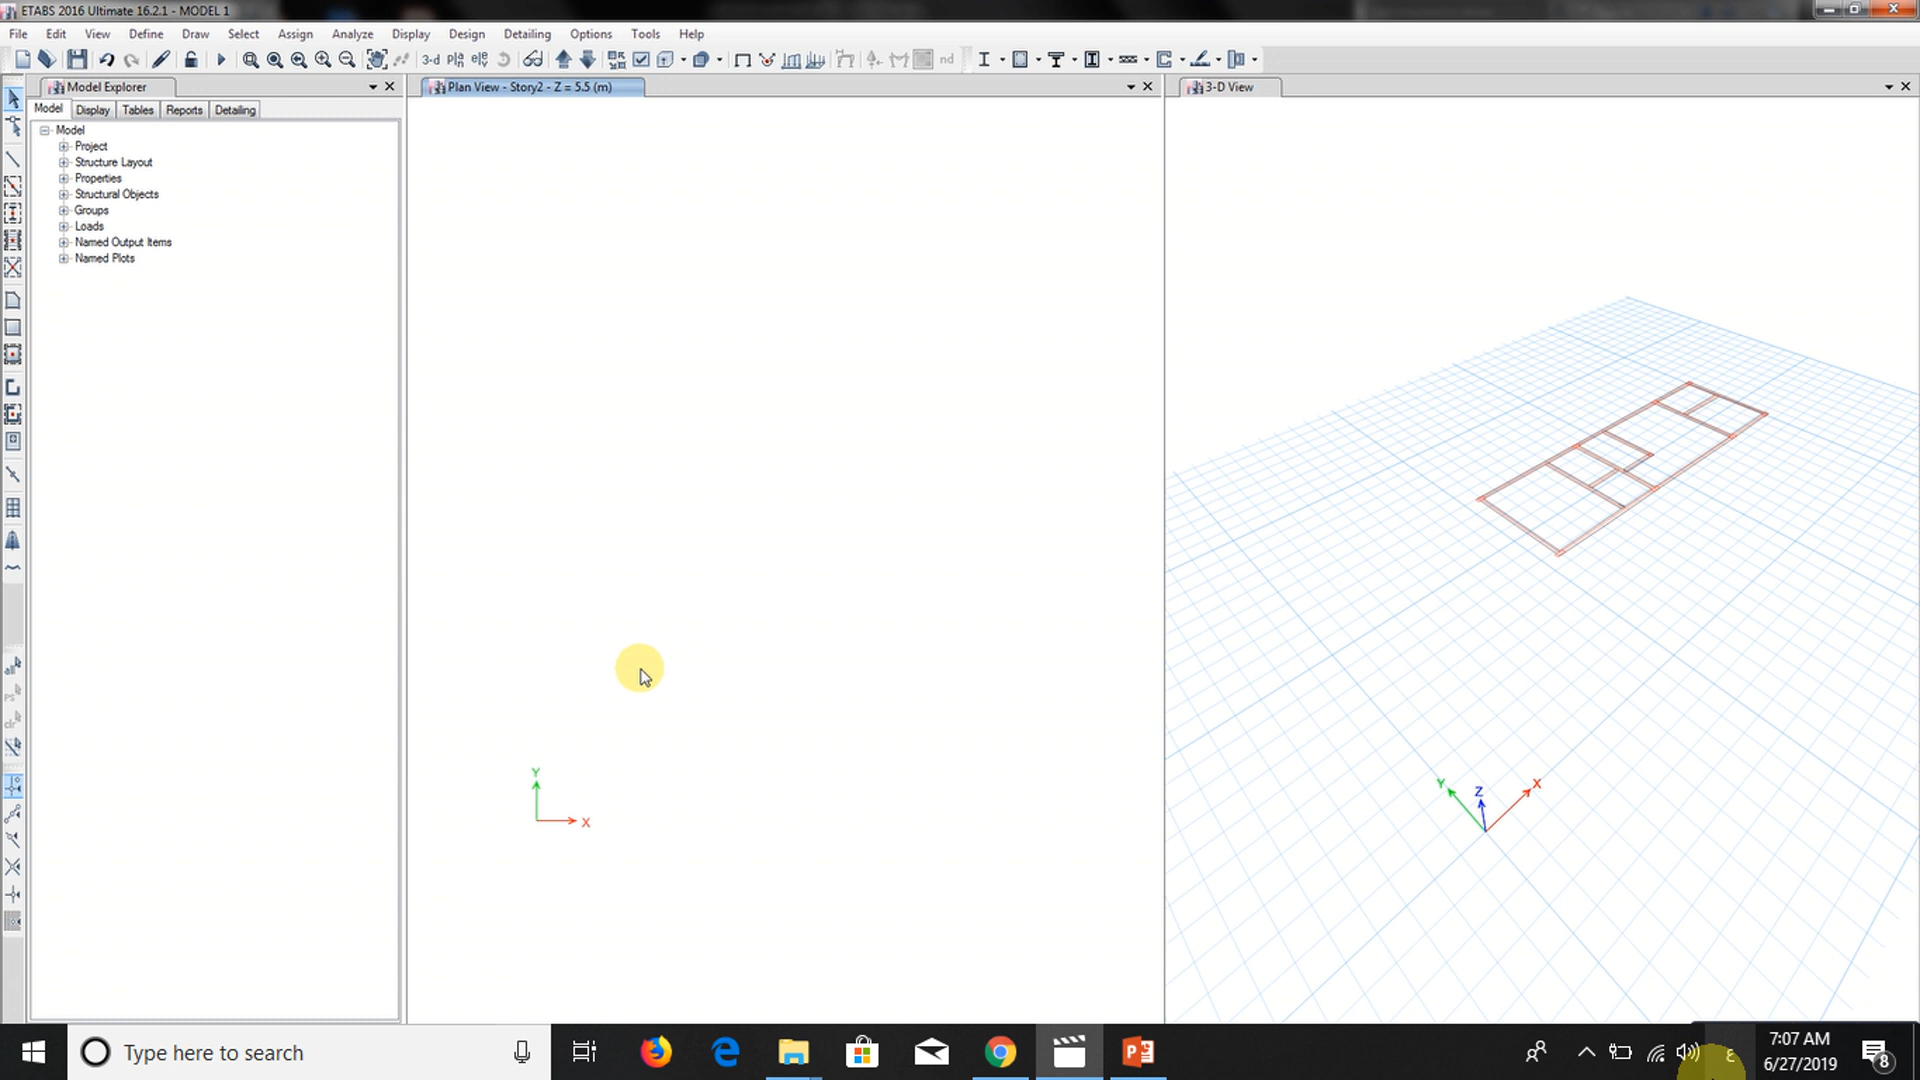 ETABS 2016 Ultimate 16.2.1 - MODEL 1
File Edit View Define Draw Select Assign Analyze Display Design Detailing Options Tools Help
3-d
nd
Model Explorer
Plan View - Story2 - Z = 5.5 (m)
3-D View
Model Display Tables Reports Detailing
Model
Project
Structure Layout
Properties
Structural Objects
Groups
Loads
Named Output Items
Named Plots
Y
X
Y
Z
X
Type here to search
7:07 AM
6/27/2019
8
ع